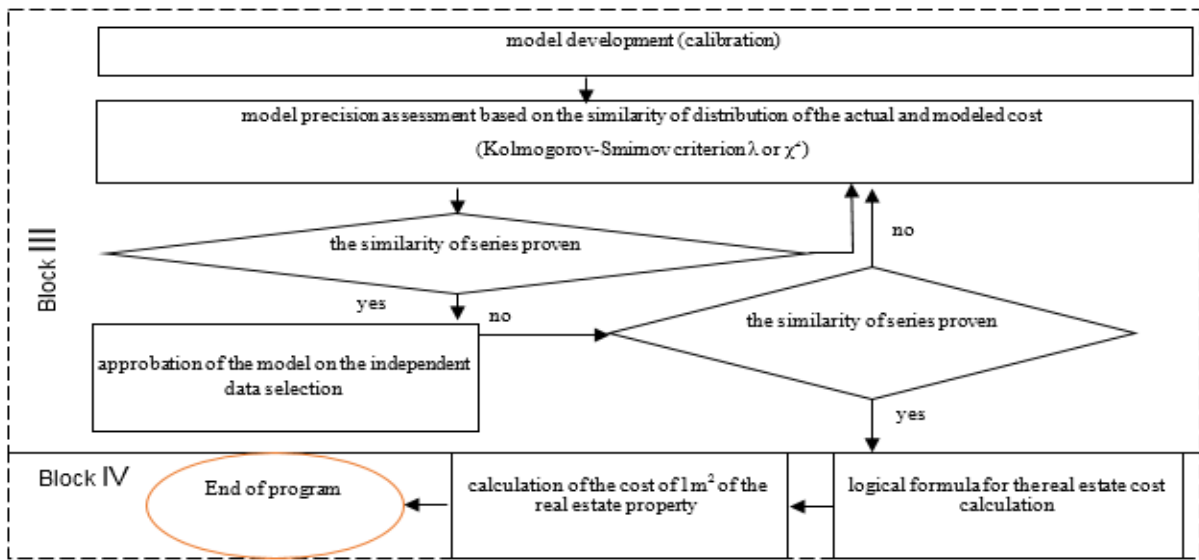 model development (calibration)
model precision assessment based on the similarity of distribution of the actual and modeled cost
(Kolmogorov-Smirnov criterion λ or χ²)
Block III
the similarity of series proven
no
yes
no
the similarity of series proven
approbation of the model on the independent
data selection
yes
Block IV
End of program
calculation of the cost of 1m² of the
real estate property
logical formula for the real estate cost
calculation